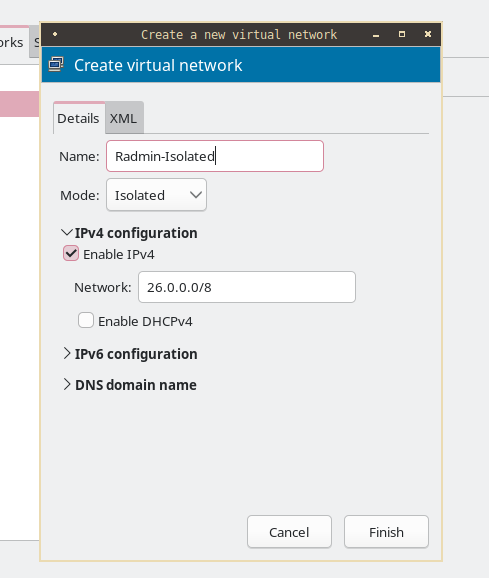 Create a new virtual network
Create virtual network
Details XML
Name: Radmin-Isolated
Mode: Isolated
IPv4 configuration
Enable IPv4
Network: 26.0.0.0/8
Enable DHCPv4
IPv6 configuration
DNS domain name
Cancel Finish